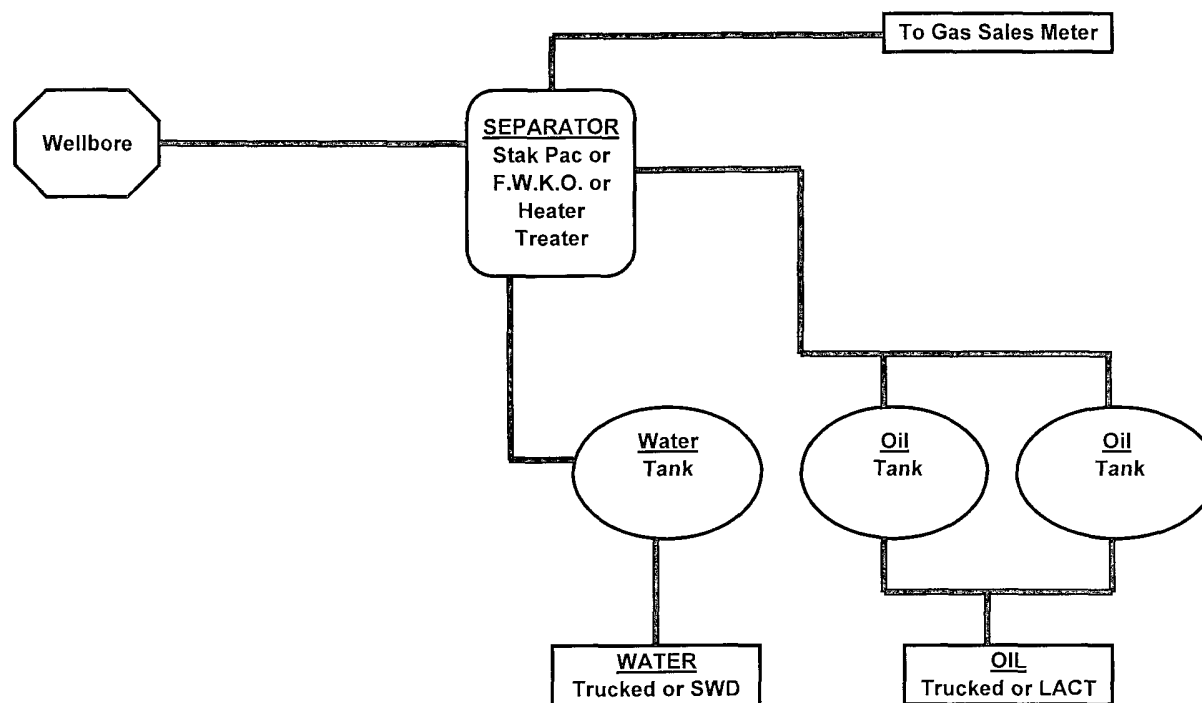 To Gas Sales Meter
Wellbore
SEPARATOR
Stak Pac or
F.W.K.O. or
Heater
Treater
Water
Tank
Oil
Tank
Oil
Tank
WATER
Trucked or SWD
OIL
Trucked or LACT